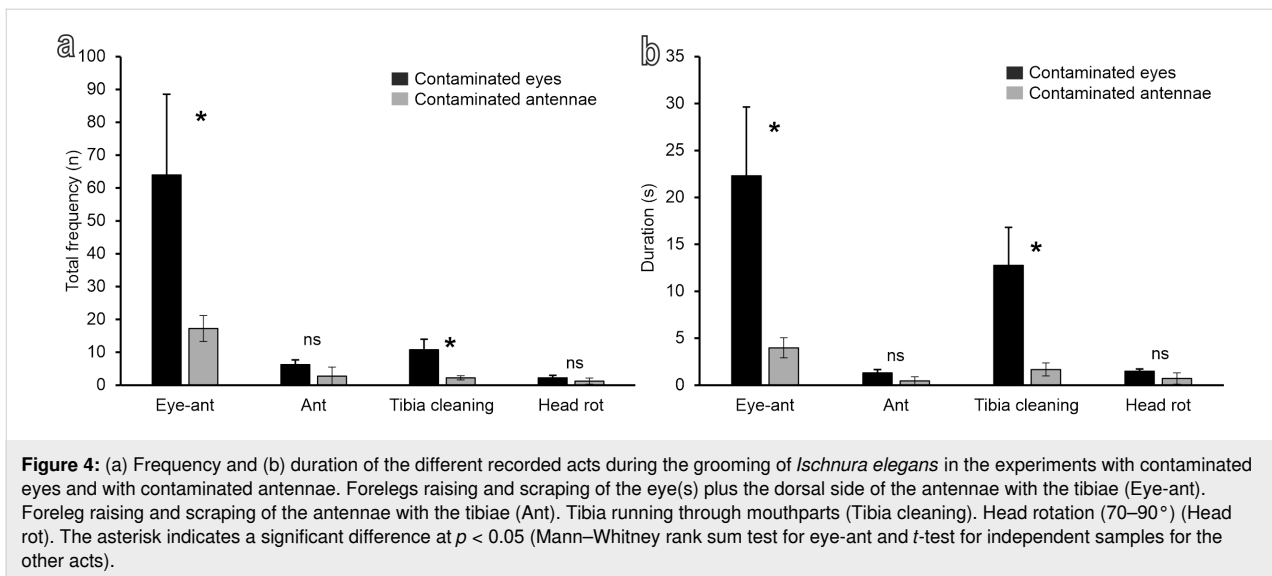 a
100
90
80
70
60
50
40
30
20
10
0
Total frequency (n)
Contaminated eyes
Contaminated antennae
*
ns
*
ns
Eye-ant
Ant
Tibia cleaning
Head rot
b
35
30
25
20
15
10
5
0
Duration (s)
Contaminated eyes
Contaminated antennae
*
ns
*
ns
Eye-ant
Ant
Tibia cleaning
Head rot
Figure 4: (a) Frequency and (b) duration of the different recorded acts during the grooming of Ischnura elegans in the experiments with contaminated
eyes and with contaminated antennae. Forelegs raising and scraping of the eye(s) plus the dorsal side of the antennae with the tibiae (Eye-ant).
Foreleg raising and scraping of the antennae with the tibiae (Ant). Tibia running through mouthparts (Tibia cleaning). Head rotation (70–90°) (Head
rot). The asterisk indicates a significant difference at p < 0.05 (Mann–Whitney rank sum test for eye-ant and t-test for independent samples for the
other acts).